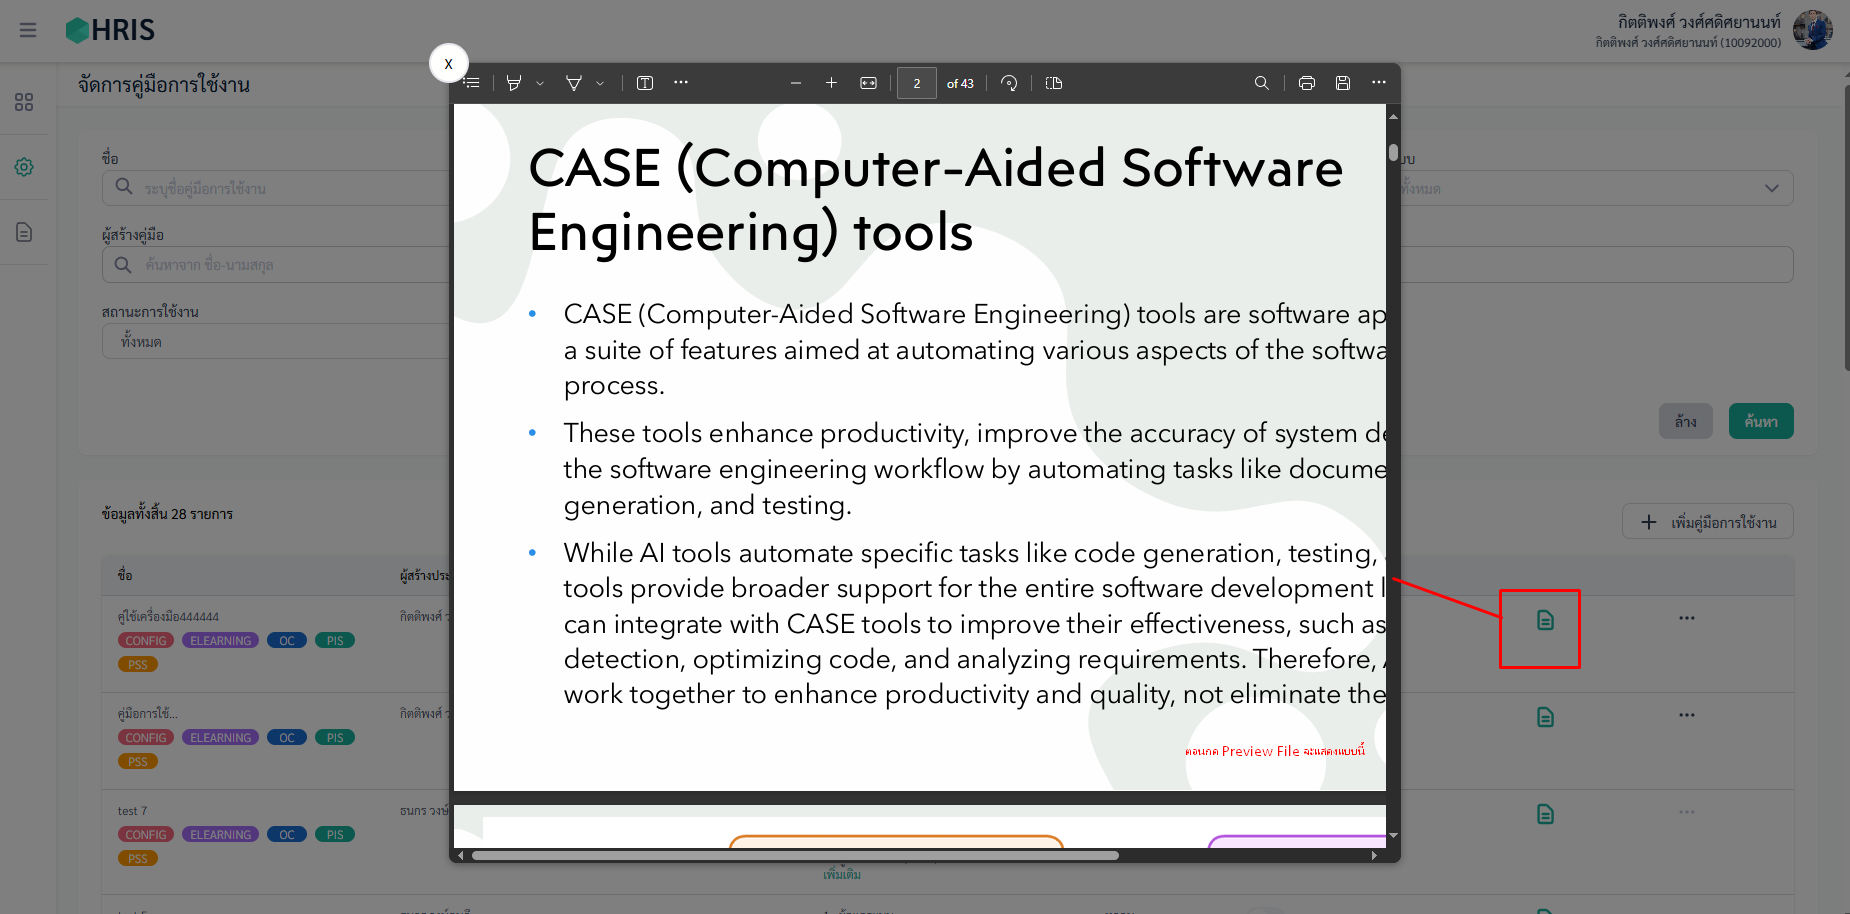 HRIS
กิตติพงศ์ วงศ์ศดิศยานนท์
กิตติพงศ์ วงศ์ศดิศยานนท์ (10092000)
X
2 of 43
จัดการคู่มือการใช้งาน
ชื่อ
ระบุชื่อคู่มือการใช้งาน
ทั้งหมด
ผู้สร้างคู่มือ
ค้นหาจาก ชื่อ-นามสกุล
สถานะการใช้งาน
ทั้งหมด
ล้าง
ค้นหา
CASE (Computer-Aided Software
Engineering) tools
• CASE (Computer-Aided Software Engineering) tools are software ap
a suite of features aimed at automating various aspects of the softwa
process.
• These tools enhance productivity, improve the accuracy of system de
the software engineering workflow by automating tasks like docume
generation, and testing.
• While AI tools automate specific tasks like code generation, testing,
tools provide broader support for the entire software development l
can integrate with CASE tools to improve their effectiveness, such as
detection, optimizing code, and analyzing requirements. Therefore, A
work together to enhance productivity and quality, not eliminate the
ตอนกด Preview File จะแสดงแบบนี้
ข้อมูลทั้งสิ้น 28 รายการ
เพิ่มคู่มือการใช้งาน
ชื่อ
ผู้สร้างประ
คู่ใช้เครื่องมือ444444
กิตติพงศ์ ว
CONFIG ELEARNING OC PIS
PSS
คู่มือการใช้...
กิตติพงศ์ ว
CONFIG ELEARNING OC PIS
PSS
test 7
ธนกร วงษ์
CONFIG ELEARNING OC PIS
PSS
เพิ่มเติม